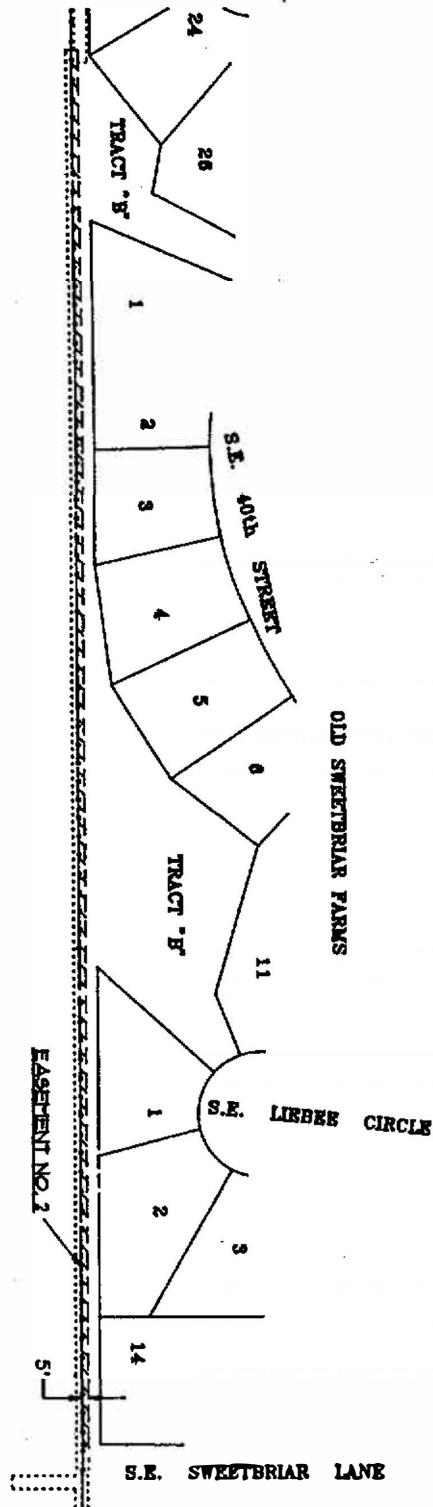 24
26
TRACT "E"
1
2
S.E. 40th STREET
3
4
5
6
OLD SWEETBRIAR FARMS
TRACT "E"
11
S.E. LIEBEE CIRCLE
1
EASEMENT NO. 2
2
3
14
5'
S.E. SWEETBRIAR LANE